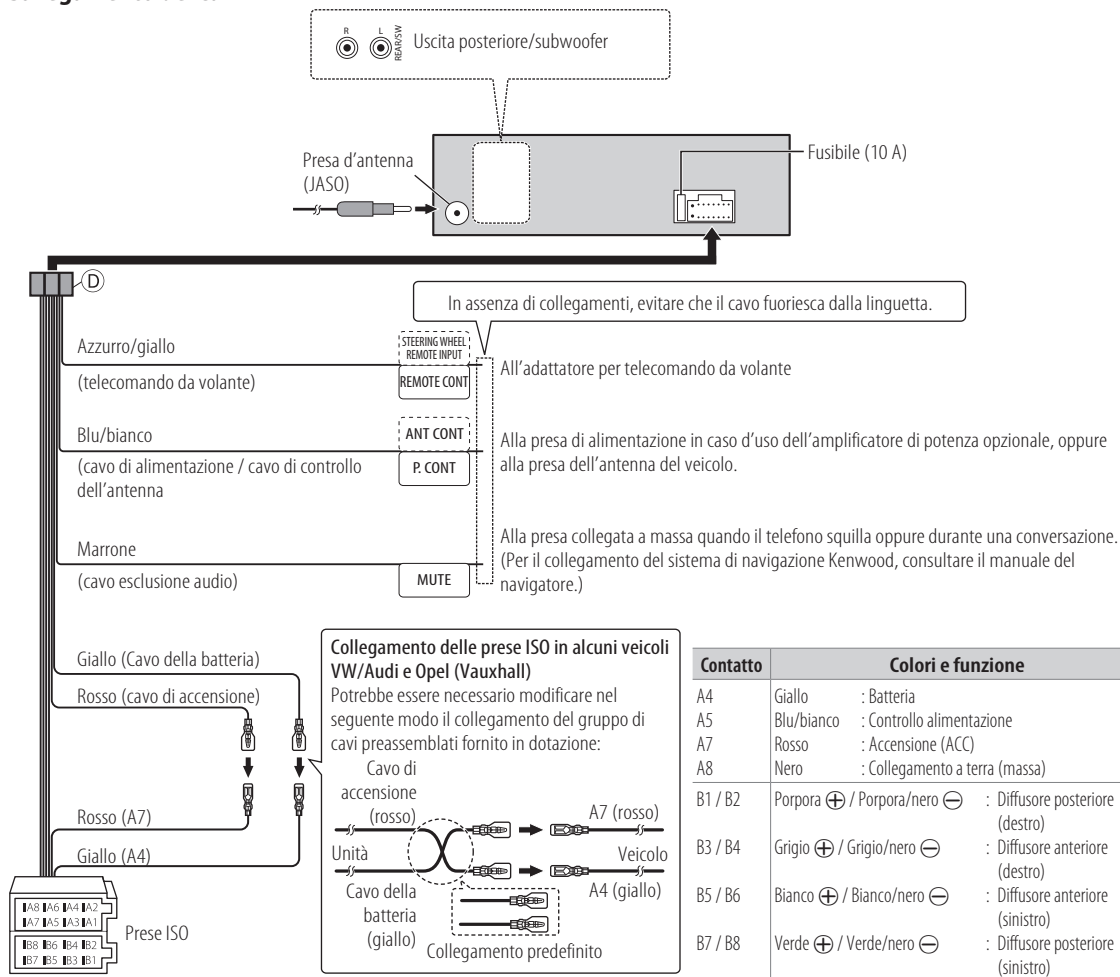 R L REAR/SW Uscita posteriore/subwoofer
Presa d'antenna
(JASO)
Fusibile (10 A)
D
In assenza di collegamenti, evitare che il cavo fuoriesca dalla linguetta.
Azzurro/giallo
(telecomando da volante)
STEERING WHEEL
REMOTE INPUT
REMOTE CONT
All'adattatore per telecomando da volante
Blu/bianco
(cavo di alimentazione / cavo di controllo
dell'antenna
ANT CONT
P. CONT
Alla presa di alimentazione in caso d'uso dell'amplificatore di potenza opzionale, oppure
alla presa dell'antenna del veicolo.
Marrone
(cavo esclusione audio)
MUTE
Alla presa collegata a massa quando il telefono squilla oppure durante una conversazione.
(Per il collegamento del sistema di navigazione Kenwood, consultare il manuale del
navigatore.)
Giallo (Cavo della batteria)
Rosso (cavo di accensione)
Rosso (A7)
Giallo (A4)
A8 A6 A4 A2
A7 A5 A3 A1
B8 B6 B4 B2
B7 B5 B3 B1
Prese ISO
Collegamento delle prese ISO in alcuni veicoli
VW/Audi e Opel (Vauxhall)
Potrebbe essere necessario modificare nel
seguente modo il collegamento del gruppo di
cavi preassemblati fornito in dotazione:
Cavo di
accensione
(rosso)
A7 (rosso)
Unità
Veicolo
Cavo della
batteria
(giallo)
A4 (giallo)
Collegamento predefinito
Contatto Colori e funzione
A4 Giallo : Batteria
A5 Blu/bianco : Controllo alimentazione
A7 Rosso : Accensione (ACC)
A8 Nero : Collegamento a terra (massa)
B1 / B2 Porpora ⊕ / Porpora/nero ⊖ : Diffusore posteriore
(destro)
B3 / B4 Grigio ⊕ / Grigio/nero ⊖ : Diffusore anteriore
(destro)
B5 / B6 Bianco ⊕ / Bianco/nero ⊖ : Diffusore anteriore
(sinistro)
B7 / B8 Verde ⊕ / Verde/nero ⊖ : Diffusore posteriore
(sinistro)